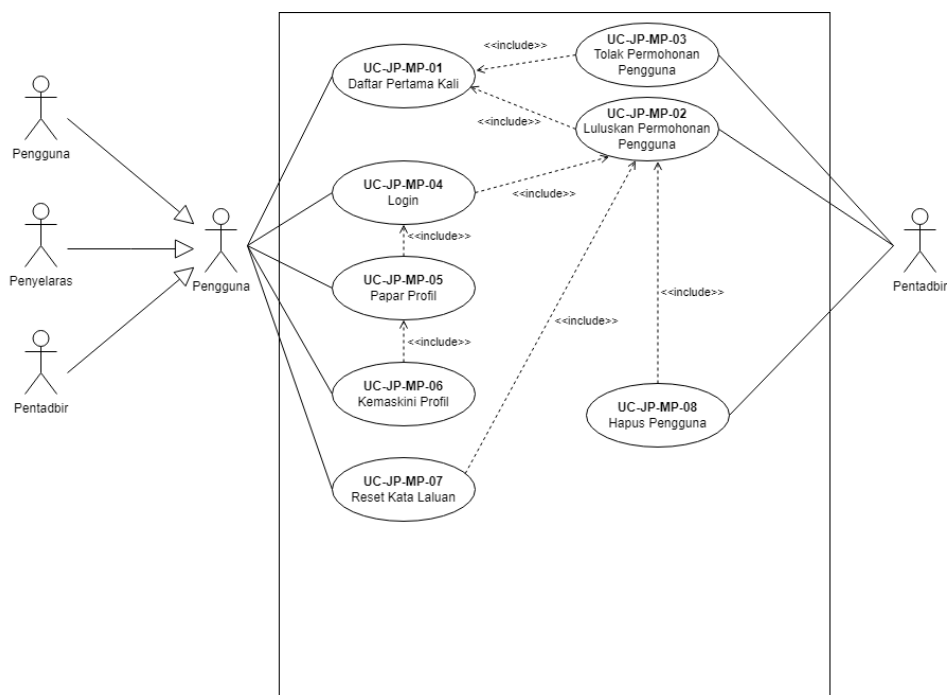 UC-JP-MP-03
Tolak Permohonan
Pengguna
<<include>>
UC-JP-MP-01
Daftar Pertama Kali
UC-JP-MP-02
Luluskan Permohonan
Pengguna
<<include>>
Pengguna
UC-JP-MP-04
Login
<<include>>
<<include>>
Penyelaras
Pengguna
UC-JP-MP-05
Papar Profil
Pentadbir
<<include>>
<<include>>
<<include>>
Pentadbir
UC-JP-MP-06
Kemaskini Profil
UC-JP-MP-08
Hapus Pengguna
UC-JP-MP-07
Reset Kata Laluan